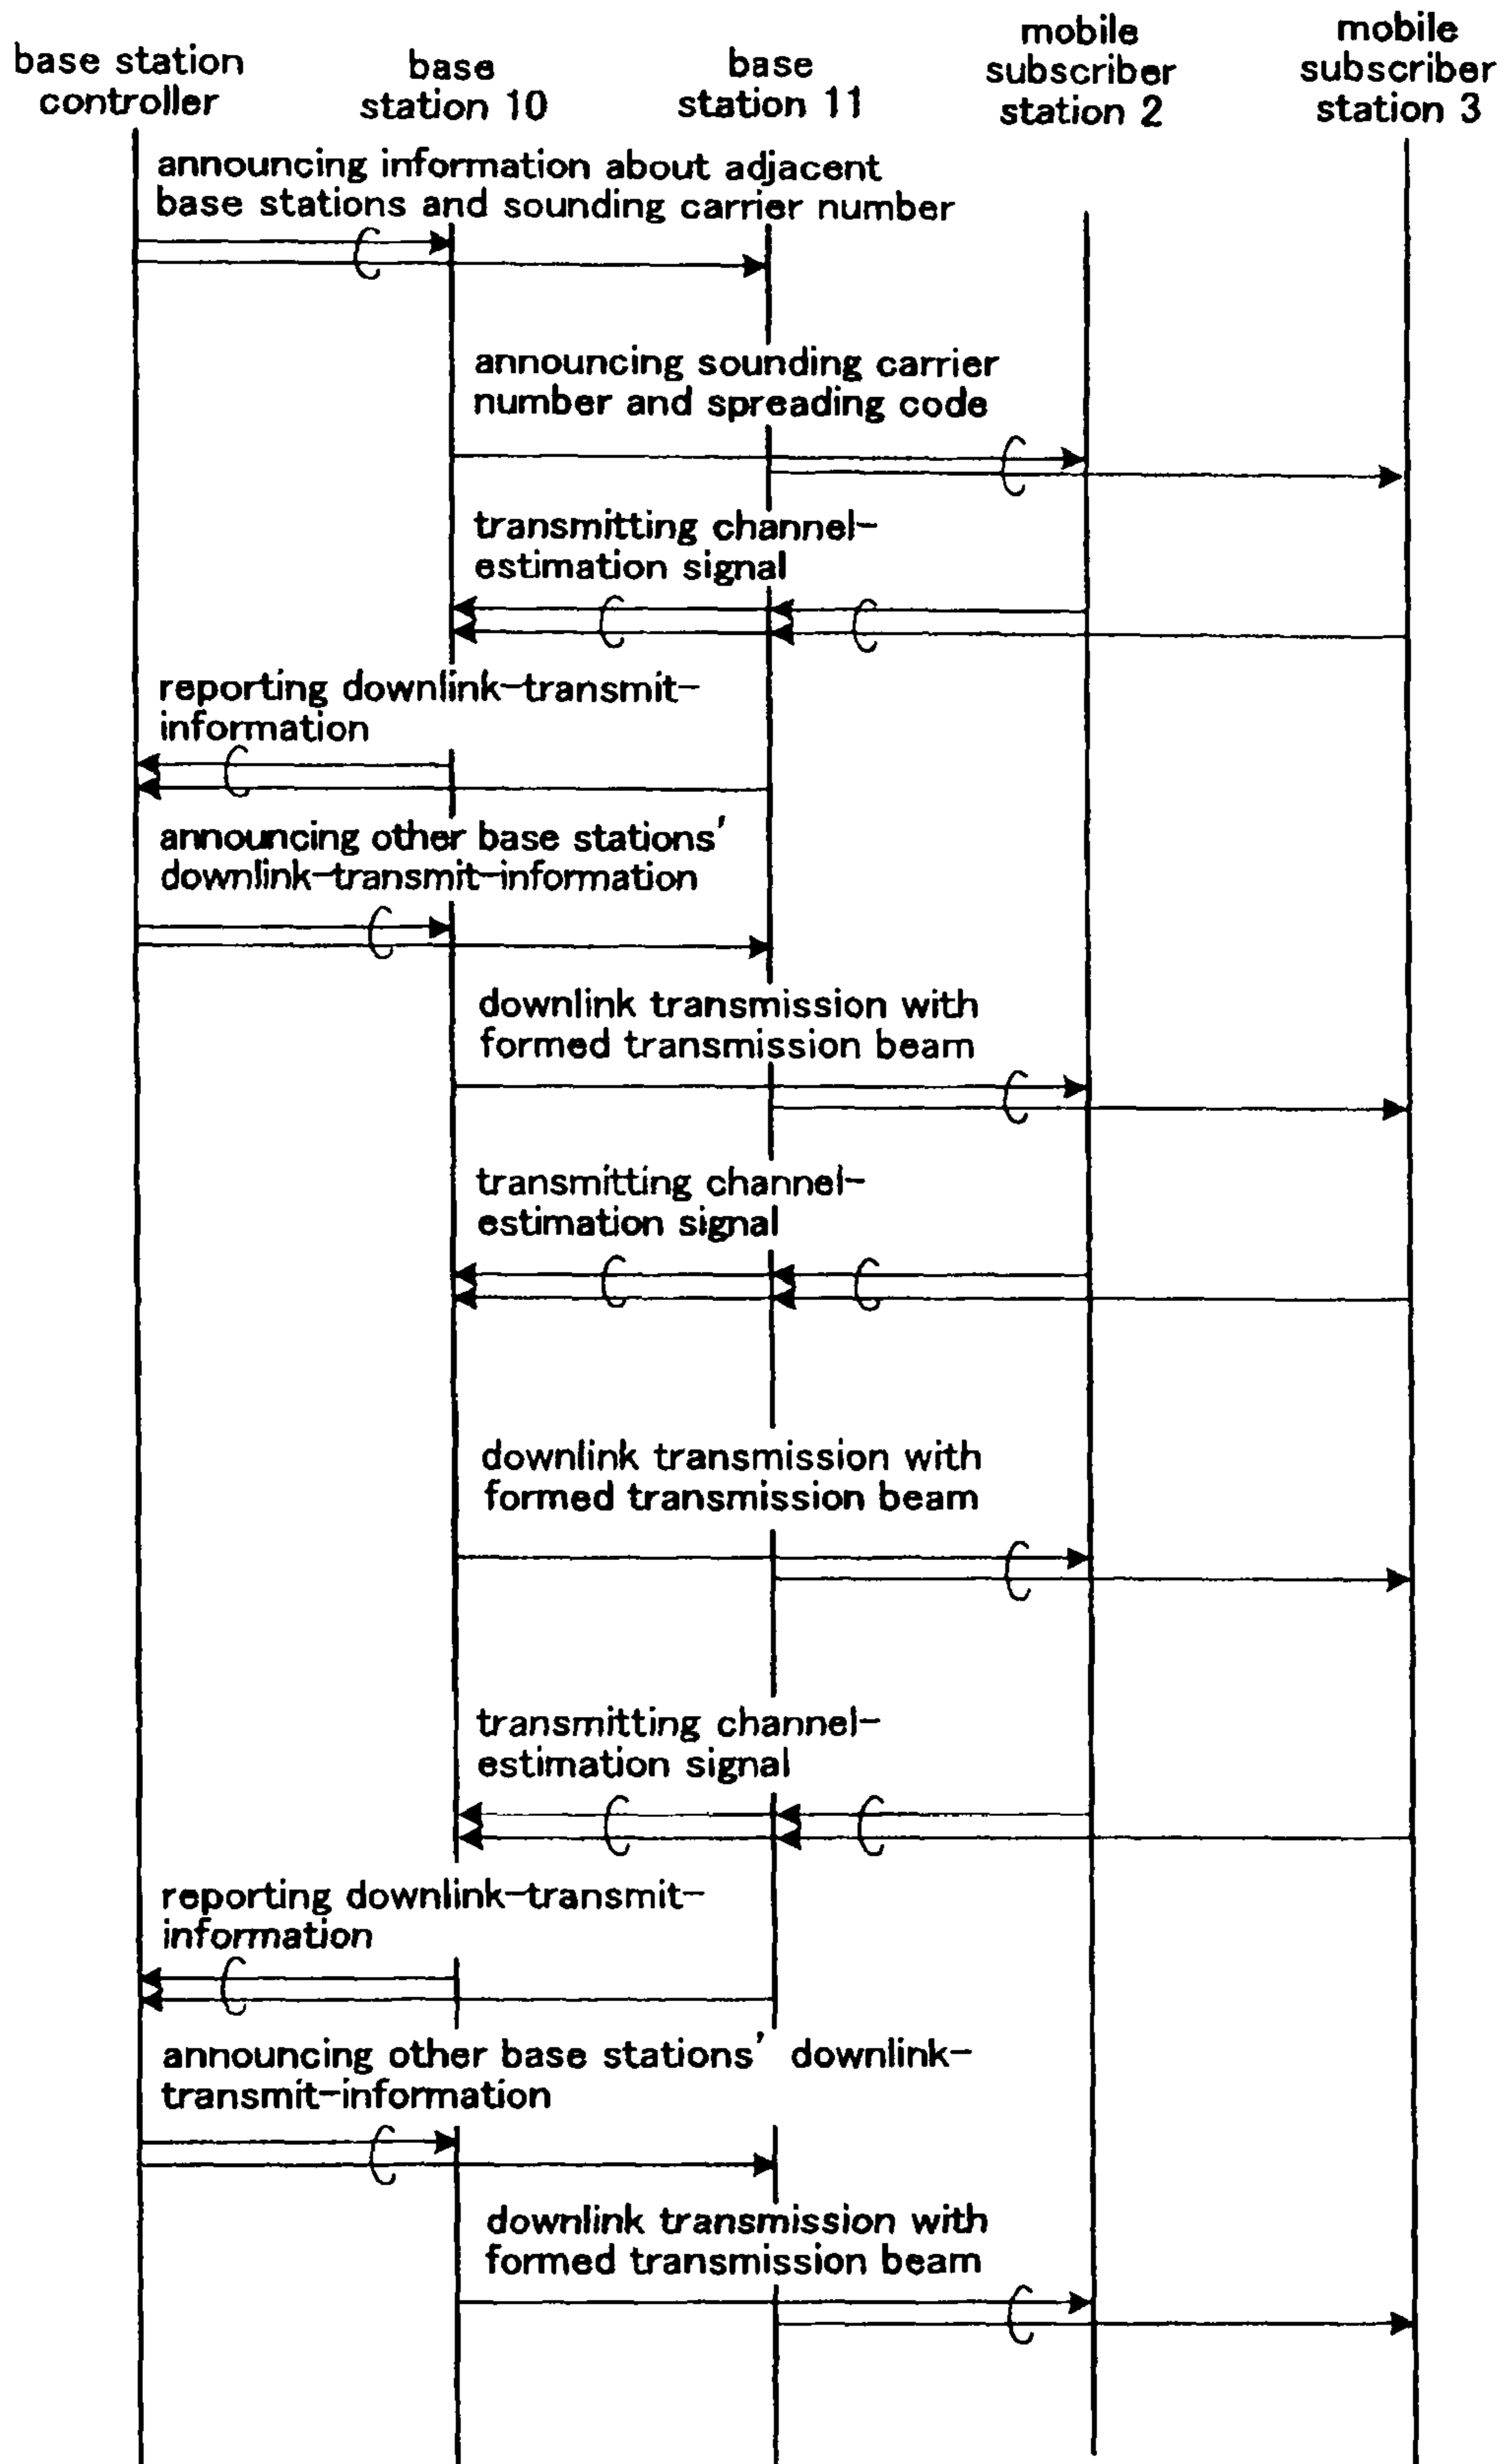 base station
controller
base
station 10
base
station 11
mobile
subscriber
station 2
mobile
subscriber
station 3
announcing information about adjacent
base stations and sounding carrier number
announcing sounding carrier
number and spreading code
transmitting channel-
estimation signal
reporting downlink-transmit-
information
announcing other base stations'
downlink-transmit-information
downlink transmission with
formed transmission beam
transmitting channel-
estimation signal
downlink transmission with
formed transmission beam
transmitting channel-
estimation signal
reporting downlink-transmit-
information
announcing other base stations' downlink-
transmit-information
downlink transmission with
formed transmission beam